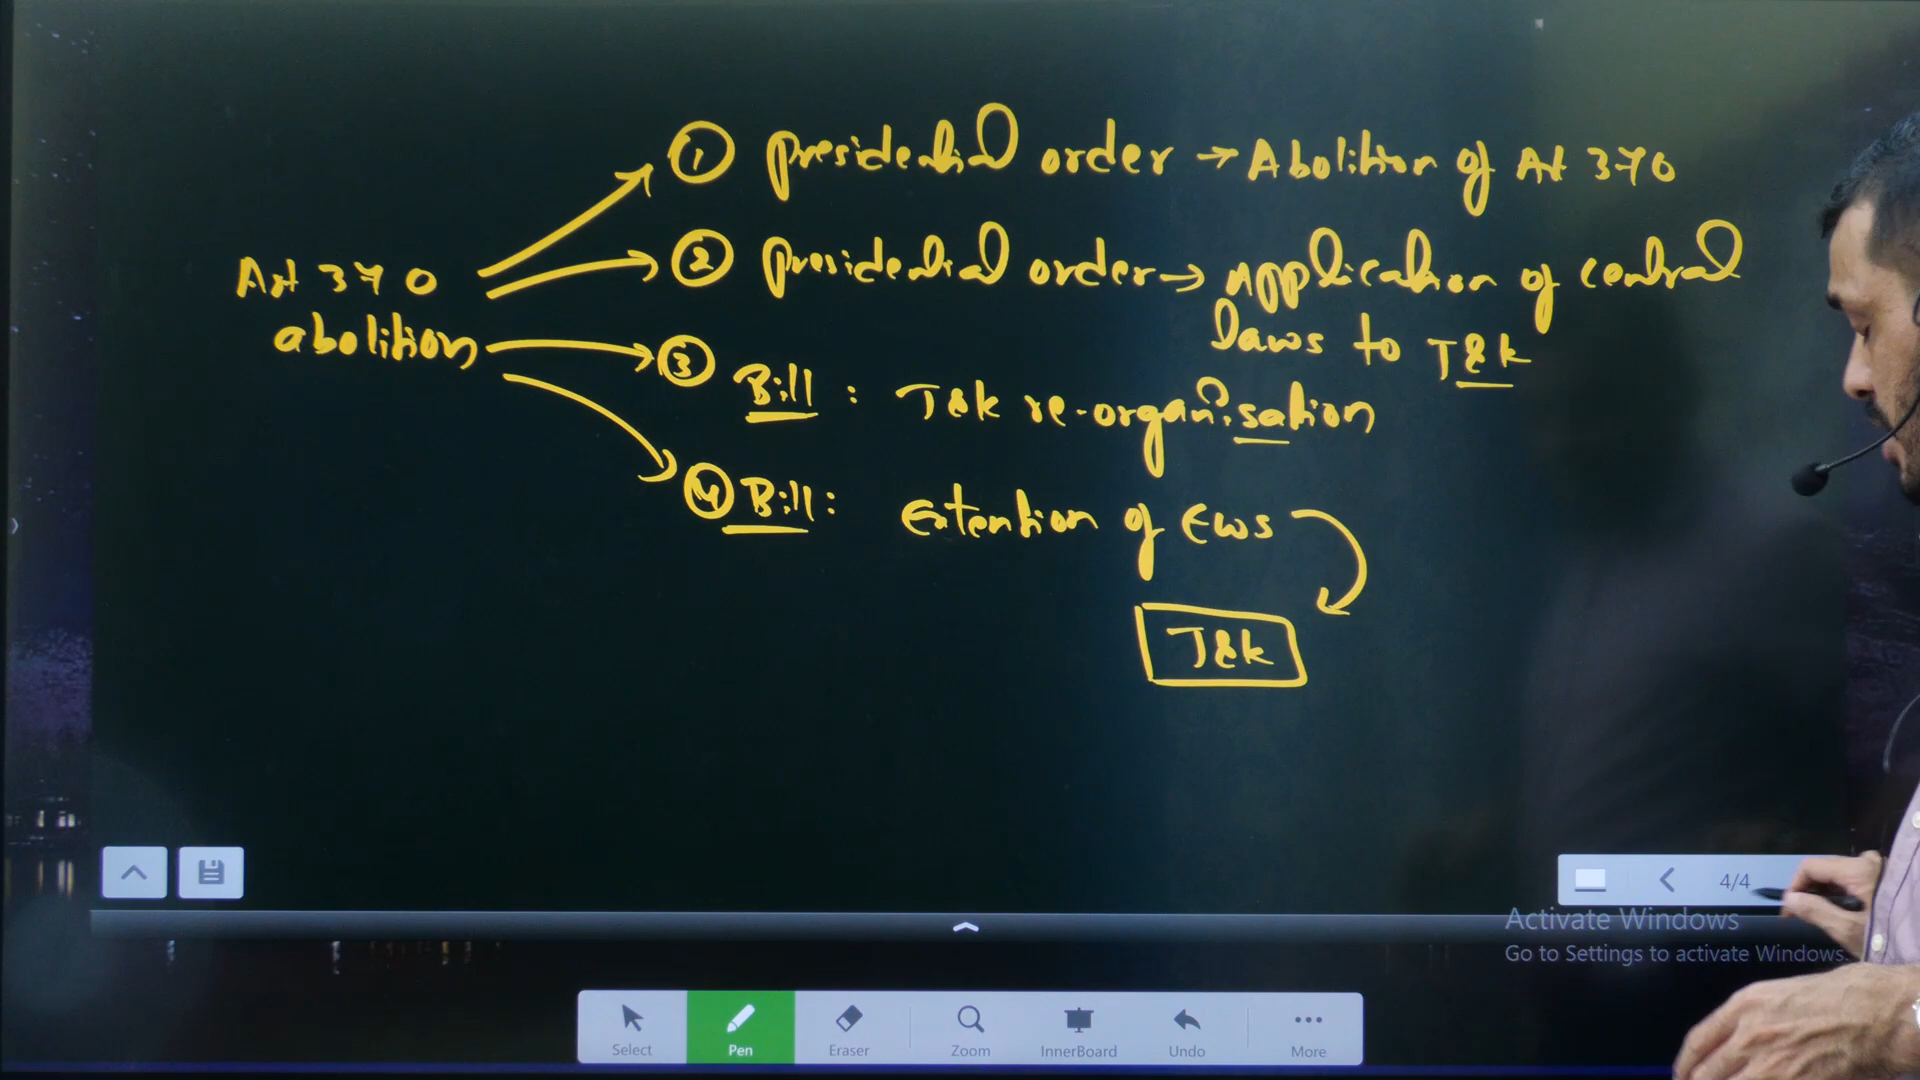 ① presidential order → Abolition of Art 370
② presidential order → Application of central
laws to J&K
Art 370
abolition
③ Bill : J&K re-organisation
④ Bill : Extention of EWS
J&K
4/4
Activate Windows
Go to Settings to activate Windows.
Select Pen Eraser Zoom InnerBoard Undo More